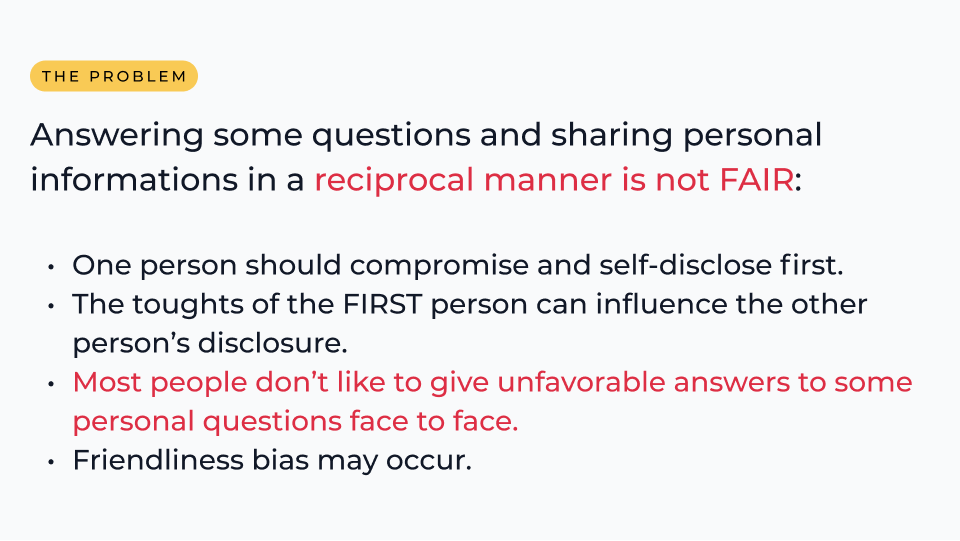 THE PROBLEM
Answering some questions and sharing personal
informations in a reciprocal manner is not FAIR:
• One person should compromise and self-disclose first.
• The toughts of the FIRST person can influence the other
person’s disclosure.
• Most people don’t like to give unfavorable answers to some
personal questions face to face.
• Friendliness bias may occur.